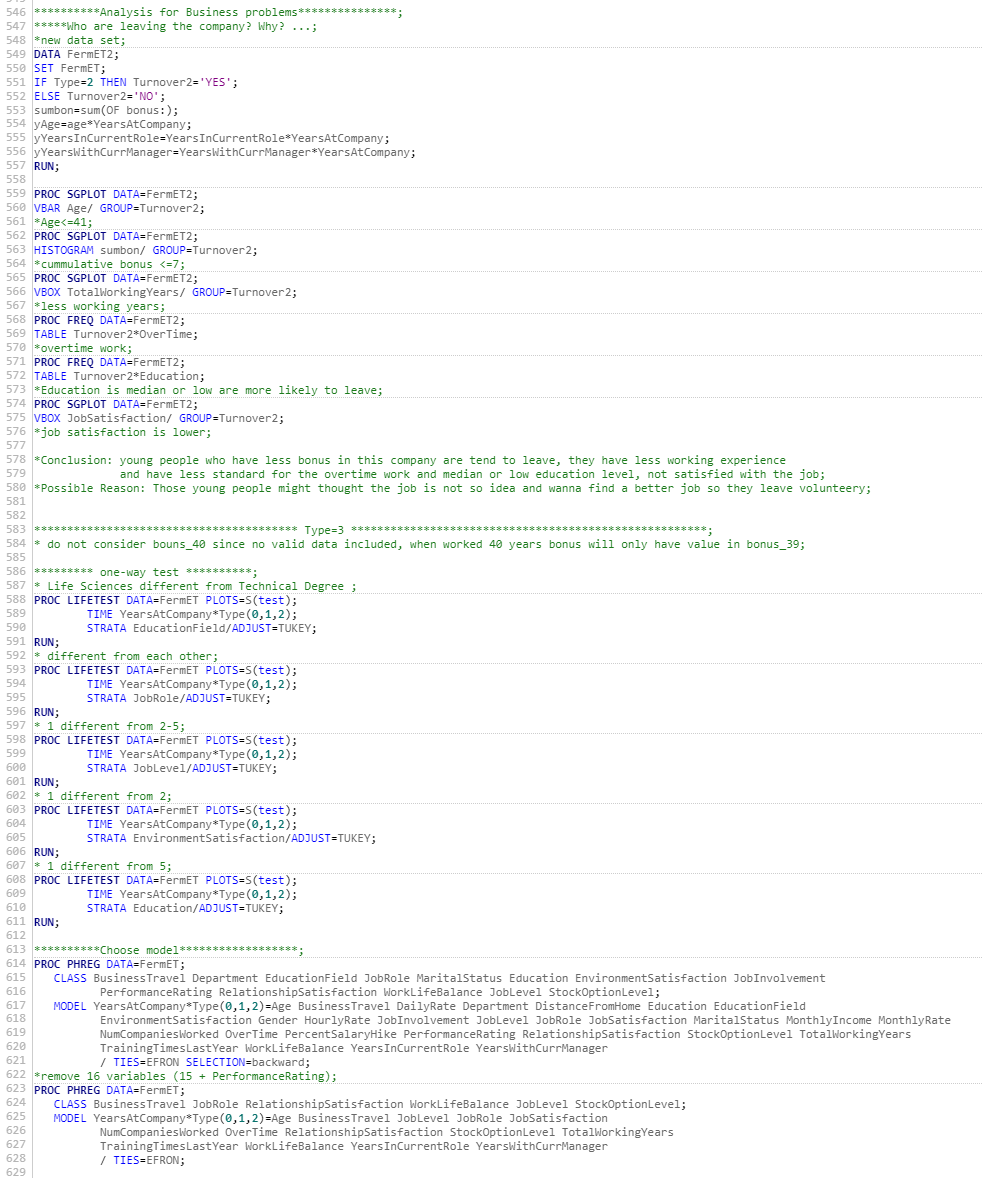 546 **********Analysis for Business problems***************;
547 *****Who are leaving the company? Why? ...;
548 *new data set;
549 DATA FermET2;
550 SET FermET;
551 IF Type=2 THEN Turnover2='YES';
552 ELSE Turnover2='NO';
553 sumbon=sum(OF bonus:);
554 yAge=age*YearsAtCompany;
555 yYearsInCurrentRole=YearsInCurrentRole*YearsAtCompany;
556 yYearsWithCurrManager=YearsWithCurrManager*YearsAtCompany;
557 RUN;
558
559 PROC SGPLOT DATA=FermET2;
560 VBAR Age/ GROUP=Turnover2;
561 *Age<=41;
562 PROC SGPLOT DATA=FermET2;
563 HISTOGRAM sumbon/ GROUP=Turnover2;
564 *cummulative bonus <=7;
565 PROC SGPLOT DATA=FermET2;
566 VBOX TotalWorkingYears/ GROUP=Turnover2;
567 *less working years;
568 PROC FREQ DATA=FermET2;
569 TABLE Turnover2*OverTime;
570 *overtime work;
571 PROC FREQ DATA=FermET2;
572 TABLE Turnover2*Education;
573 *Education is median or low are more likely to leave;
574 PROC SGPLOT DATA=FermET2;
575 VBOX JobSatisfaction/ GROUP=Turnover2;
576 *job satisfaction is lower;
577
578 *Conclusion: young people who have less bonus in this company are tend to leave, they have less working experience
579 and have less standard for the overtime work and median or low education level, not satisfied with the job;
580 *Possible Reason: Those young people might thought the job is not so idea and wanna find a better job so they leave volunteery;
581
582
583 **************************************** Type=3 ******************************************************;
584 * do not consider bouns_40 since no valid data included, when worked 40 years bonus will only have value in bonus_39;
585
586 ********* one-way test **********;
587 * Life Sciences different from Technical Degree ;
588 PROC LIFETEST DATA=FermET PLOTS=S(test);
589 TIME YearsAtCompany*Type(0,1,2);
590 STRATA EducationField/ADJUST=TUKEY;
591 RUN;
592 * different from each other;
593 PROC LIFETEST DATA=FermET PLOTS=S(test);
594 TIME YearsAtCompany*Type(0,1,2);
595 STRATA JobRole/ADJUST=TUKEY;
596 RUN;
597 * 1 different from 2-5;
598 PROC LIFETEST DATA=FermET PLOTS=S(test);
599 TIME YearsAtCompany*Type(0,1,2);
600 STRATA JobLevel/ADJUST=TUKEY;
601 RUN;
602 * 1 different from 2;
603 PROC LIFETEST DATA=FermET PLOTS=S(test);
604 TIME YearsAtCompany*Type(0,1,2);
605 STRATA EnvironmentSatisfaction/ADJUST=TUKEY;
606 RUN;
607 * 1 different from 5;
608 PROC LIFETEST DATA=FermET PLOTS=S(test);
609 TIME YearsAtCompany*Type(0,1,2);
610 STRATA Education/ADJUST=TUKEY;
611 RUN;
612
613 **********Choose model******************;
614 PROC PHREG DATA=FermET;
615 CLASS BusinessTravel Department EducationField JobRole MaritalStatus Education EnvironmentSatisfaction JobInvolvement
616 PerformanceRating RelationshipSatisfaction WorkLifeBalance JobLevel StockOptionLevel;
617 MODEL YearsAtCompany*Type(0,1,2)=Age BusinessTravel DailyRate Department DistanceFromHome Education EducationField
618 EnvironmentSatisfaction Gender HourlyRate JobInvolvement JobLevel JobRole JobSatisfaction MaritalStatus MonthlyIncome MonthlyRate
619 NumCompaniesWorked OverTime PercentSalaryHike PerformanceRating RelationshipSatisfaction StockOptionLevel TotalWorkingYears
620 TrainingTimesLastYear WorkLifeBalance YearsInCurrentRole YearsWithCurrManager
621 / TIES=EFRON SELECTION=backward;
622 *remove 16 variables (15 + PerformanceRating);
623 PROC PHREG DATA=FermET;
624 CLASS BusinessTravel JobRole RelationshipSatisfaction WorkLifeBalance JobLevel StockOptionLevel;
625 MODEL YearsAtCompany*Type(0,1,2)=Age BusinessTravel JobLevel JobRole JobSatisfaction
626 NumCompaniesWorked OverTime RelationshipSatisfaction StockOptionLevel TotalWorkingYears
627 TrainingTimesLastYear WorkLifeBalance YearsInCurrentRole YearsWithCurrManager
628 / TIES=EFRON;
629